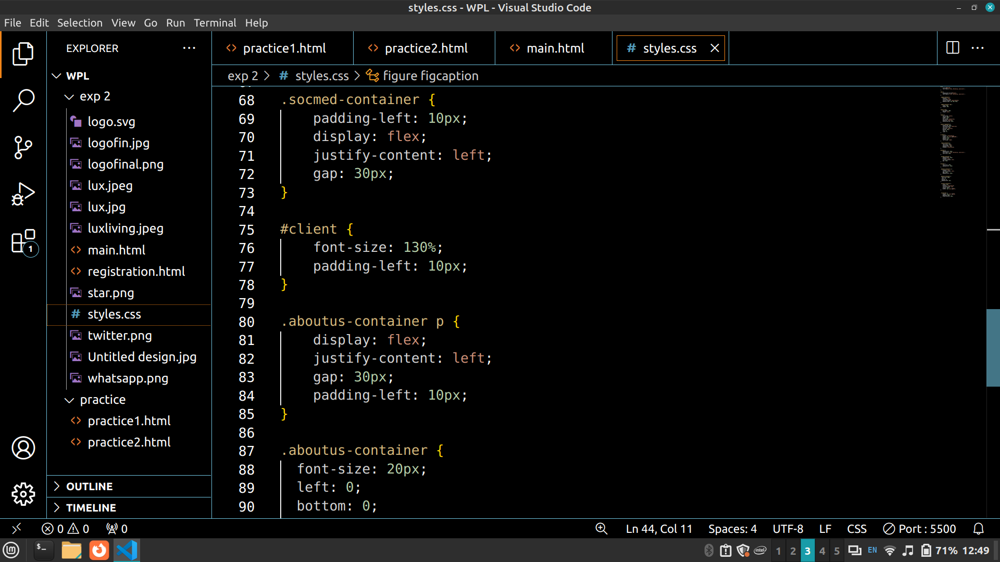 styles.css - WPL - Visual Studio Code
File Edit Selection View Go Run Terminal Help
EXPLORER
WPL
exp 2
logo.svg
logofin.jpg
logofinal.png
lux.jpeg
lux.jpg
luxliving.jpeg
main.html
registration.html
star.png
# styles.css
twitter.png
Untitled design.jpg
whatsapp.png
practice
practice1.html
practice2.html
OUTLINE
TIMELINE
1
practice1.html practice2.html main.html # styles.css
exp 2 > # styles.css > figure figcaption
68 .socmed-container {
69 padding-left: 10px;
70 display: flex;
71 justify-content: left;
72 gap: 30px;
73 }
74
75 #client {
76 font-size: 130%;
77 padding-left: 10px;
78 }
79
80 .aboutus-container p {
81 display: flex;
82 justify-content: left;
83 gap: 30px;
84 padding-left: 10px;
85 }
86
87 .aboutus-container {
88 font-size: 20px;
89 left: 0;
90 bottom: 0;
0 0 0 Ln 44, Col 11 Spaces: 4 UTF-8 LF CSS Port : 5500
intel 1 2 3 4 5 EN 71% 12:49